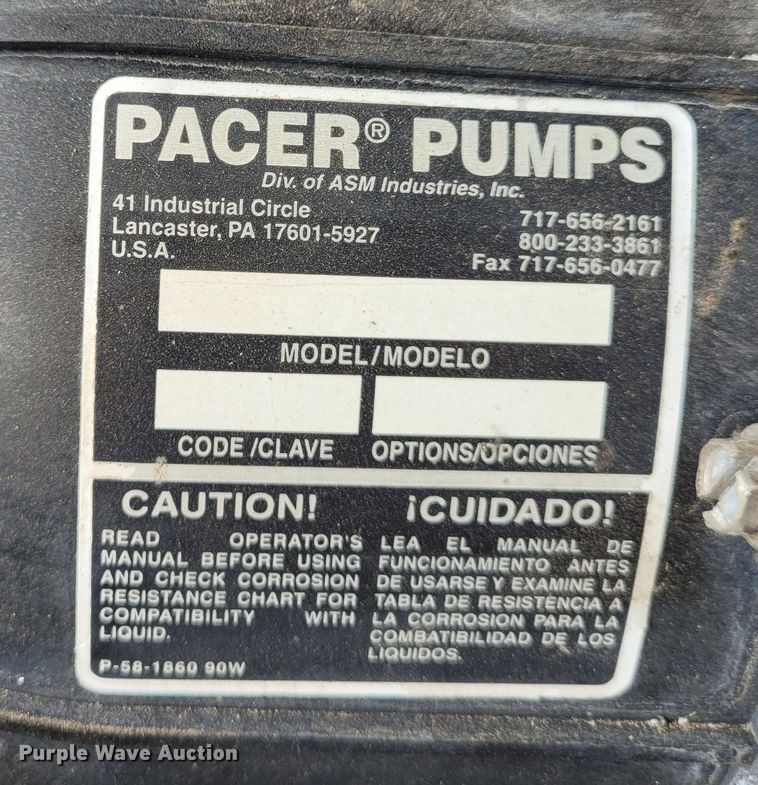 PACER® PUMPS
Div. of ASM Industries, Inc.
41 Industrial Circle
Lancaster, PA 17601-5927
U.S.A.
717-656-2161
800-233-3861
Fax 717-656-0477
MODEL/MODELO
CODE/CLAVE
OPTIONS/OPCIONES
CAUTION!
READ OPERATOR'S
MANUAL BEFORE USING
AND CHECK CORROSION
RESISTANCE CHART FOR
COMPATIBILITY WITH
LIQUID.
¡CUIDADO!
LEA EL MANUAL DE
FUNCIONAMIENTO ANTES
DE USARSE Y EXAMINE LA
TABLA DE RESISTENCIA A
LA CORROSION PARA LA
COMBATIBILIDAD DE LOS
LIQUIDOS.
P-58-1860 90W
Purple Wave Auction